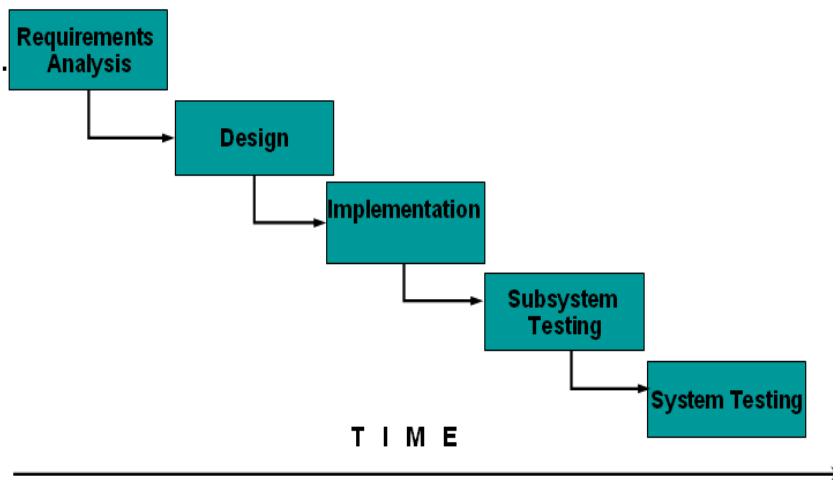 Requirements
Analysis
.
Design
Implementation
Subsystem
Testing
System Testing
T I M E